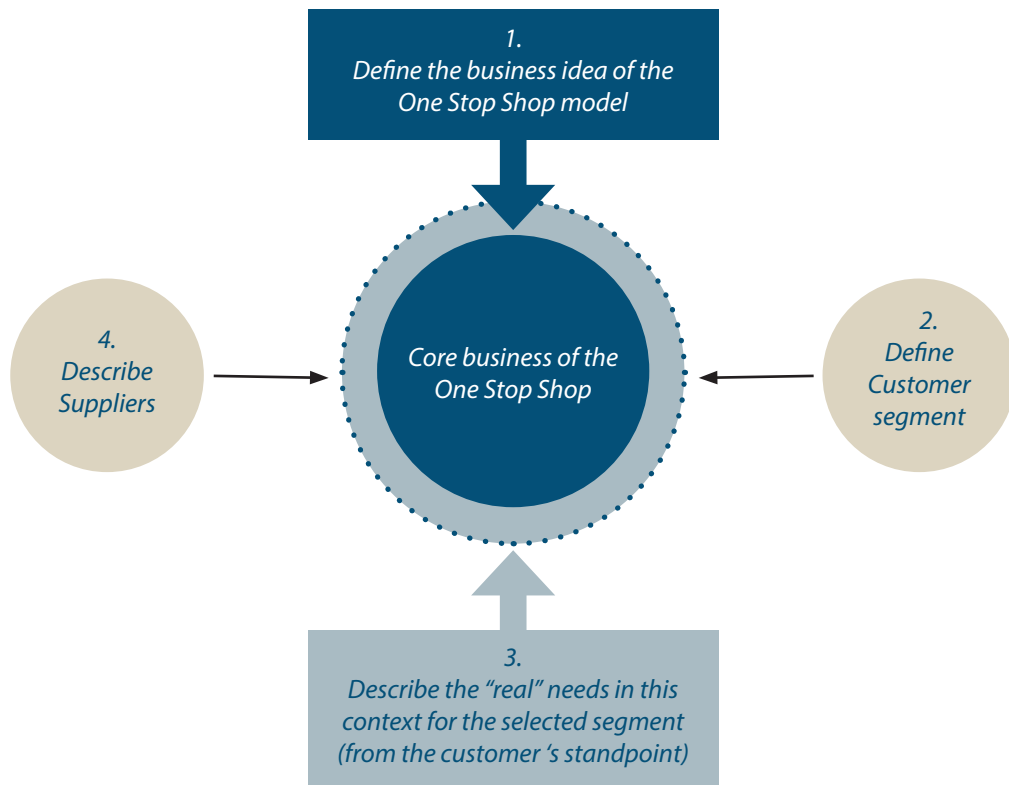 1.
Define the business idea of the
One Stop Shop model
Core business of the
One Stop Shop
2.
Define
Customer
segment
3.
Describe the “real” needs in this
context for the selected segment
(from the customer ‘s standpoint)
4.
Describe
Suppliers